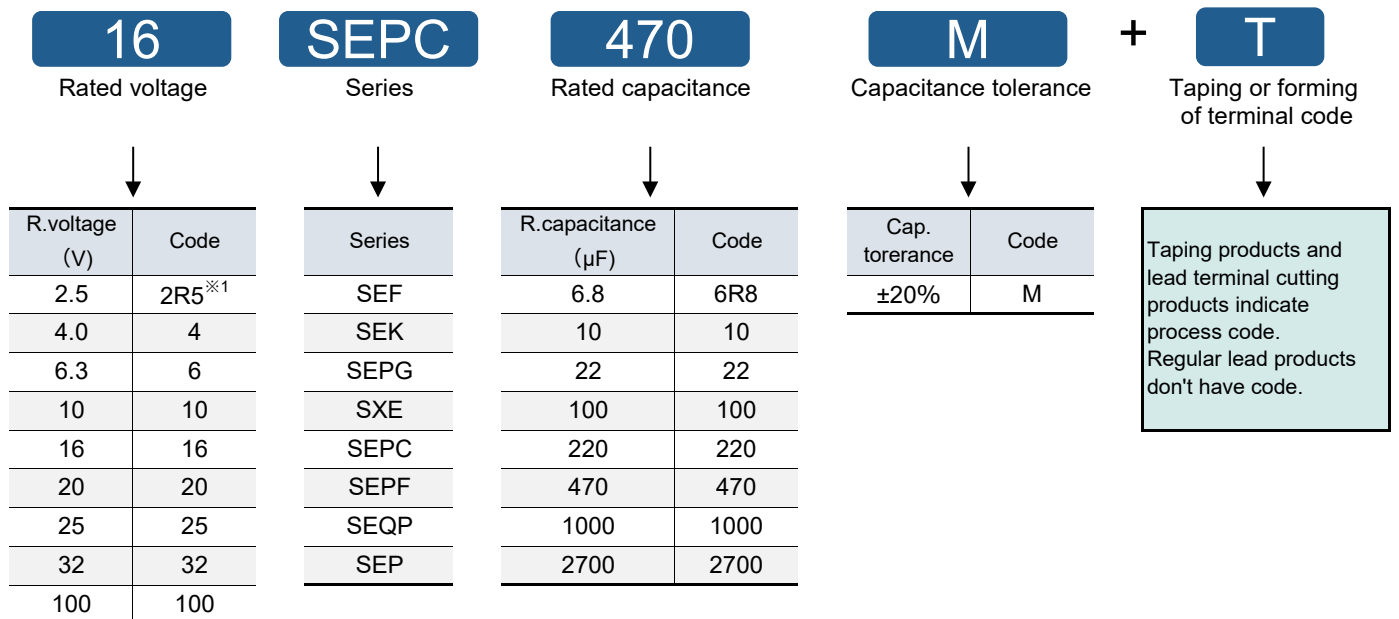 16 SEPC 470 M + T
Rated voltage Series Rated capacitance Capacitance tolerance Taping or forming
of terminal code
R.voltage
（V) Code
2.5 2R5※1
4.0 4
6.3 6
10 10
16 16
20 20
25 25
32 32
100 100
Series
SEF
SEK
SEPG
SXE
SEPC
SEPF
SEQP
SEP
R.capacitance
（μF) Code
6.8 6R8
10 10
22 22
100 100
220 220
470 470
1000 1000
2700 2700
Cap.
torerance Code
±20% M
Taping products and
lead terminal cutting
products indicate
process code.
Regular lead products
don't have code.